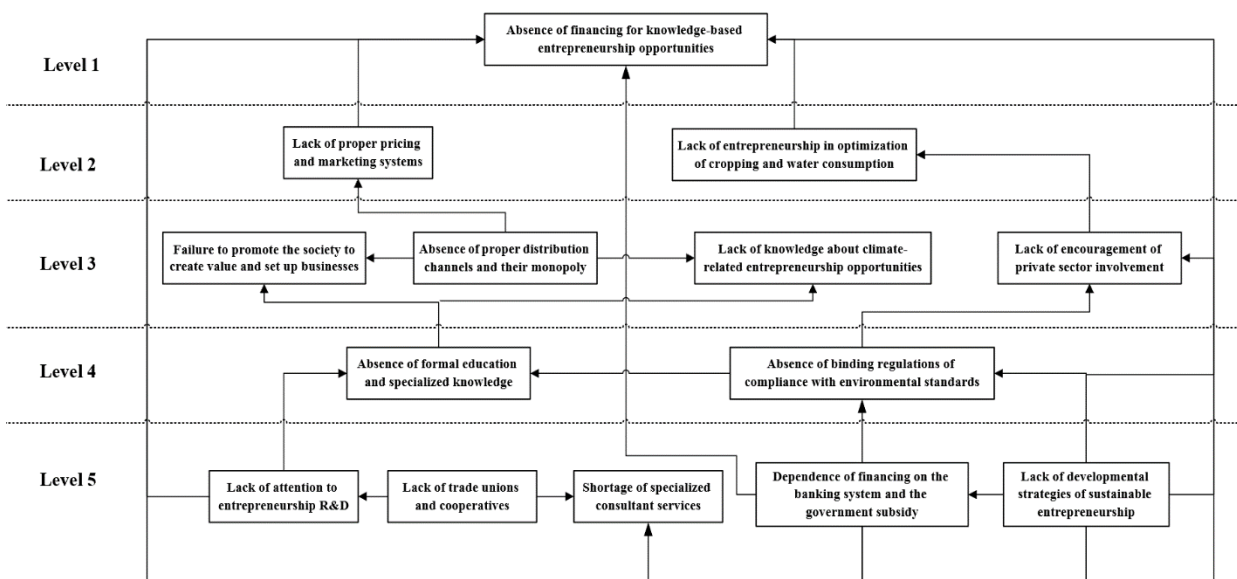 Absence of financing for knowledge-based
entrepreneurship opportunities
Level 1
Lack of proper pricing
and marketing systems
Lack of entrepreneurship in optimization
of cropping and water consumption
Level 2
Failure to promote the society to
create value and set up businesses
Absence of proper distribution
channels and their monopoly
Lack of knowledge about climate-
related entrepreneurship opportunities
Lack of encouragement of
private sector involvement
Level 3
Absence of formal education
and specialized knowledge
Absence of binding regulations of
compliance with environmental standards
Level 4
Level 5
Lack of attention to
entrepreneurship R&D
Lack of trade unions
and cooperatives
Shortage of specialized
consultant services
Dependence of financing on the
banking system and the
government subsidy
Lack of developmental
strategies of sustainable
entrepreneurship